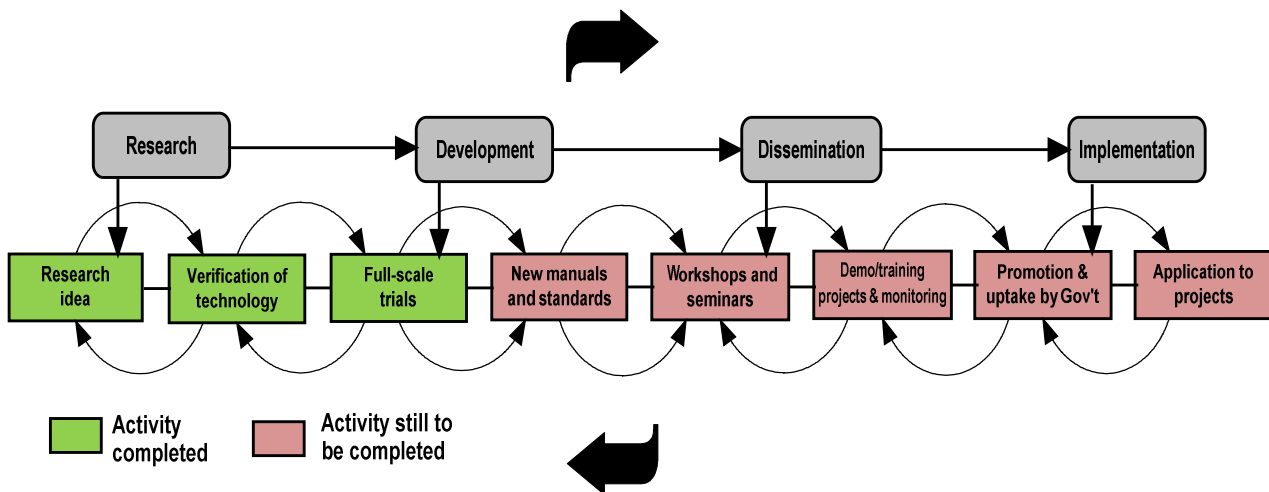 Research
Development
Dissemination
Implementation
Research
idea
Verification of
technology
Full-scale
trials
New manuals
and standards
Workshops and
seminars
Demo/training
projects & monitoring
Promotion &
uptake by Gov't
Application to
projects
Activity
completed
Activity still to
be completed